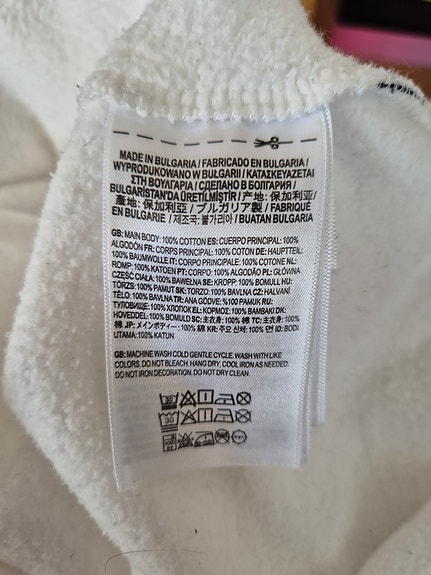 MADE IN BULGARIA / FABRICADO EN BULGARIA /
WYPRODUKOWANO W BUŁGARII / ΚΑΤΑΣΚΕΥΑΖΕΤΑΙ
ΣΤΗ ΒΟΥΛΓΑΡΙΑ / СДЕЛАНО В БОЛГАРИИ /
BULGARİSTAN'DA ÜRETİLMİŞTİR / 产地: 保加利亚/
產地: 保加利亞 / ブルガリア製 / FABRIQUÉ
EN BULGARIE / 제조국: 불가리아 / BUATAN BULGARIA
GB: MAIN BODY: 100% COTTON ES: CUERPO PRINCIPAL: 100%
ALGODÓN FR: CORPS PRINCIPAL: 100% COTON DE: HAUPTTEIL:
100% BAUMWOLLE IT: CORPO PRINCIPALE: 100% COTONE NL:
ROMP: 100% KATOEN PT: CORPO: 100% ALGODÃO PL: GŁÓWNA
CZĘŚĆ CIAŁA: 100% BAWEŁNA SE: KROPP: 100% BOMULL HU:
TÖRZS: 100% PAMUT SK: TORZO: 100% BAVLNA CZ: HALVANÍ
TĚLO: 100% BAVLNA TR: ANA GÖVDE: %100 PAMUK RU:
ТУЛОВИЩЕ: 100% ХЛОПОК EL: ΚΟΡΜΟΣ: 100% ΒΑΜΒΑΚΙ DK:
HOVEDDEL: 100% BOMULD SC: 主衣身: 100% 棉 TC: 主衣身: 100%
棉 JP: メインボディー: 100% 綿 KR: 주요 신체: 100% 면 ID: BODI
UTAMA: 100% KATUN
GB: MACHINE WASH COLD GENTLE CYCLE. WASH WITH LIKE
COLORS. DO NOT BLEACH. HANG DRY. COOL IRON AS NEEDED.
DO NOT IRON DECORATION. DO NOT DRY CLEAN.
30
30